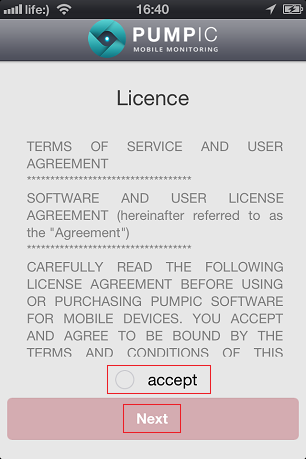 life:) 16:40
PUMPIC
MOBILE MONITORING
Licence
TERMS OF SERVICE AND USER
AGREEMENT
**********************************
SOFTWARE AND USER LICENSE
AGREEMENT (hereinafter referred to as
the "Agreement")
**********************************
CAREFULLY READ THE FOLLOWING
LICENSE AGREEMENT BEFORE USING
OR PURCHASING PUMPIC SOFTWARE
FOR MOBILE DEVICES. YOU ACCEPT
AND AGREE TO BE BOUND BY THE
TERMS AND CONDITIONS OF THIS
accept
Next